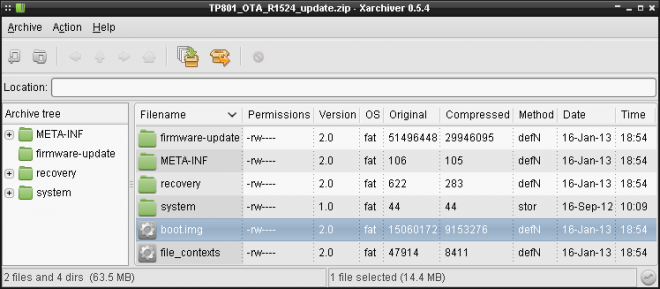 TP801_OTA_R1524_update.zip - Xarchiver 0.5.4
Archive Action Help
Location:
Archive tree
META-INF
firmware-update
recovery
system
Filename Permissions Version OS Original Compressed Method Date Time
firmware-update -rw---- 2.0 fat 51496448 29946095 defN 16-Jan-13 18:54
META-INF -rw---- 2.0 fat 106 105 defN 16-Jan-13 18:54
recovery -rw---- 2.0 fat 622 283 defN 16-Jan-13 18:54
system -rw---- 1.0 fat 44 44 stor 16-Sep-12 10:09
boot.img -rw---- 2.0 fat 15060172 9153276 defN 16-Jan-13 18:54
file_contexts -rw---- 2.0 fat 47914 8411 defN 16-Jan-13 18:54
2 files and 4 dirs (63.5 MB) 1 file selected (14.4 MB)